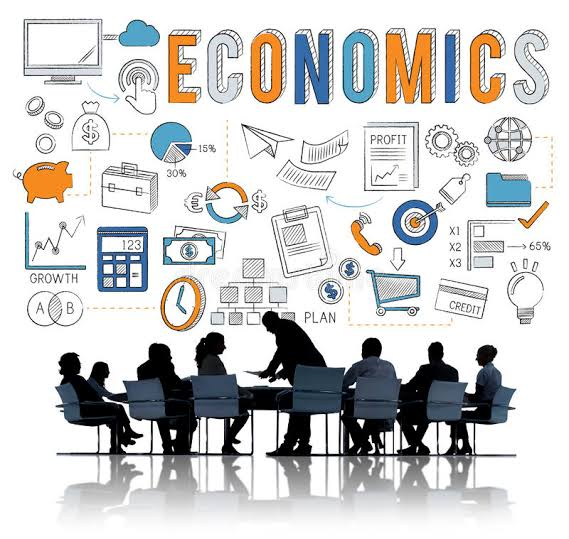 ECONOMICS
$
15%
30%
PROFIT
€
$
X1
X2
X3
65%
123
$
GROWTH
A
B
$
$
PLAN
CREDIT